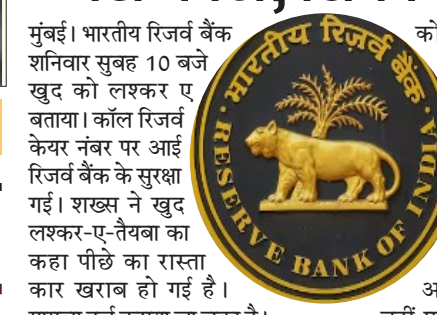 मुंबई। भारतीय रिजर्व बैंक
शनिवार सुबह 10 बजे
खुद को लश्कर ए
बताया। कॉल रिजर्व
केयर नंबर पर आई
रिजर्व बैंक के सुरक्षा
गई। शख्स ने खुद
लश्कर-ए-तैयबा का
कहा पीछे का रास्ता
कार खराब हो गई है।
को
भारतीय रिज़र्व बैंक
RESERVE BANK OF INDIA